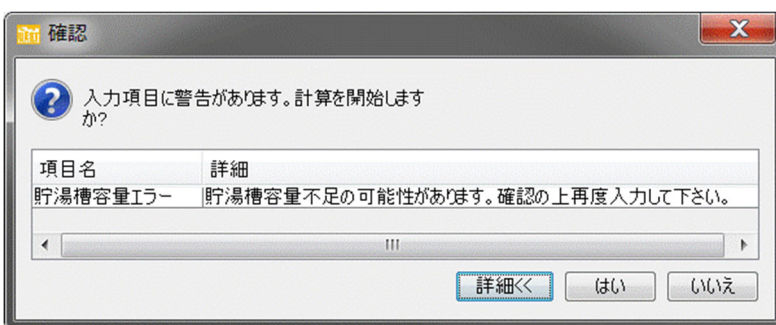 確認
入力項目に警告があります。計算を開始します
か?
項目名 詳細
貯湯槽容量エラー 貯湯槽容量不足の可能性があります。確認の上再度入力して下さい。
詳細<< はい いいえ